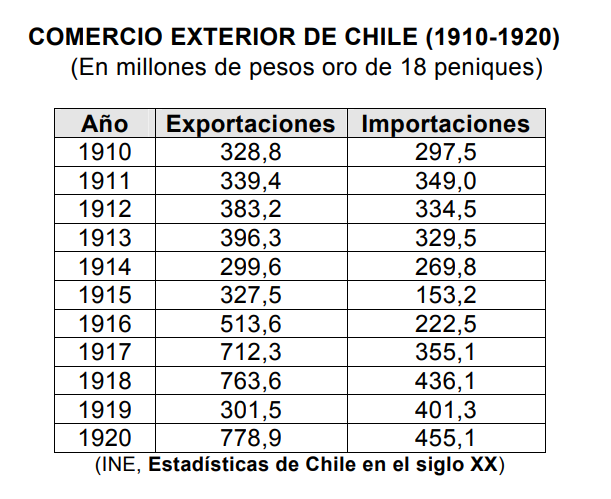 COMERCIO EXTERIOR DE CHILE (1910-1920)
(En millones de pesos oro de 18 peniques)
Año Exportaciones Importaciones
1910 328,8 297,5
1911 339,4 349,0
1912 383,2 334,5
1913 396,3 329,5
1914 299,6 269,8
1915 327,5 153,2
1916 513,6 222,5
1917 712,3 355,1
1918 763,6 436,1
1919 301,5 401,3
1920 778,9 455,1
(INE, Estadísticas de Chile en el siglo XX)